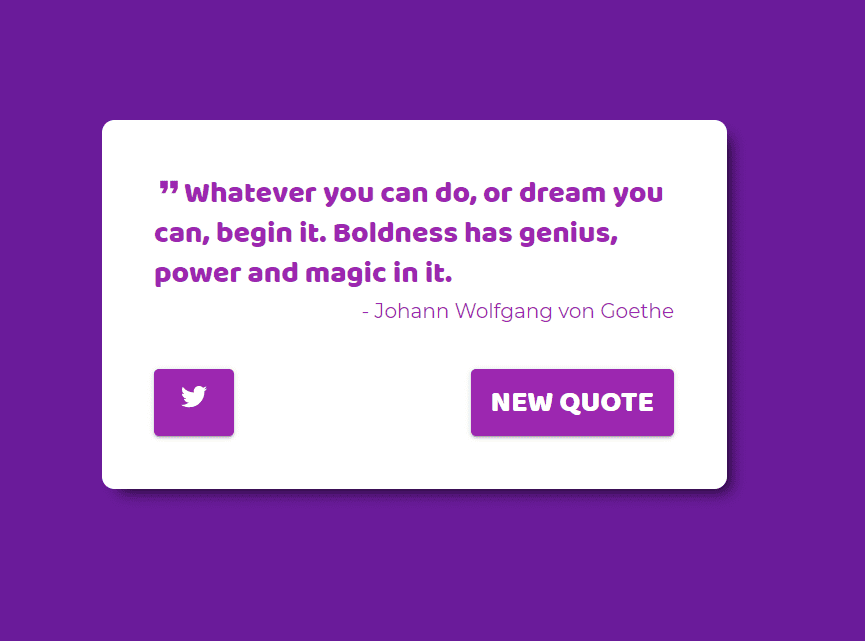 ”Whatever you can do, or dream you
can, begin it. Boldness has genius,
power and magic in it.
- Johann Wolfgang von Goethe
NEW QUOTE